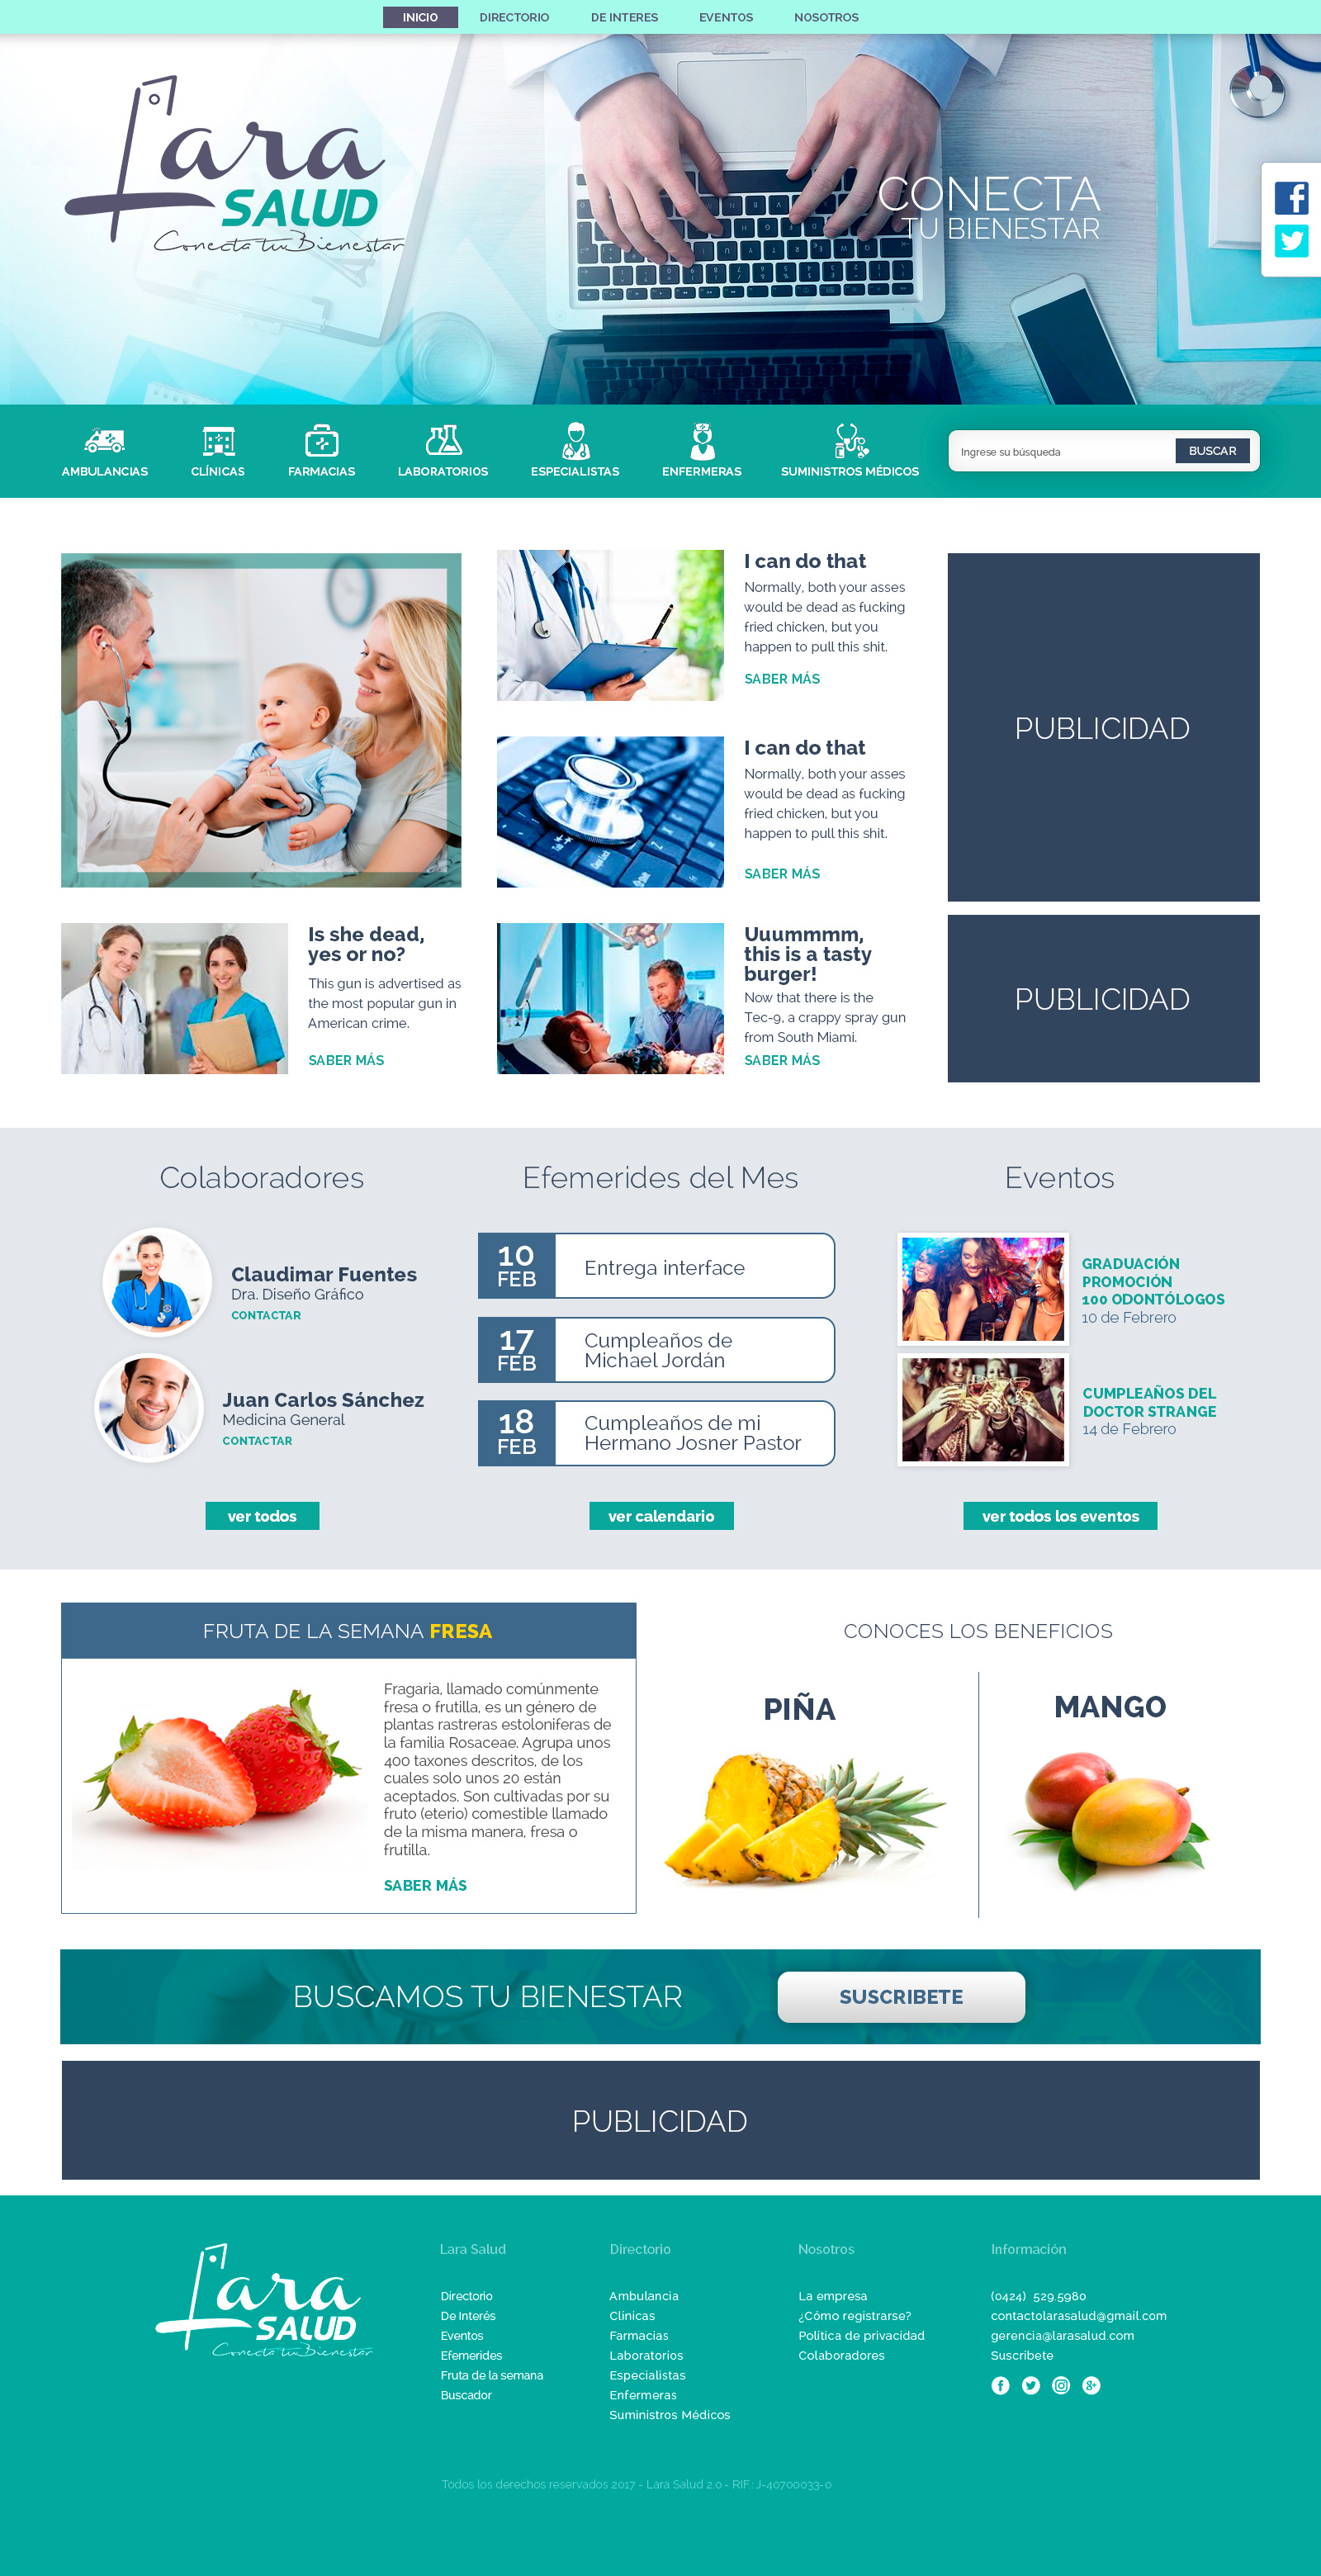 INICIO
DIRECTORIO
DE INTERES
EVENTOS
NOSOTROS
Lara
SALUD
Conecta tu Bienestar
CONECTA
TU BIENESTAR
AMBULANCIAS
CLÍNICAS
FARMACIAS
LABORATORIOS
ESPECIALISTAS
ENFERMERAS
SUMINISTROS MÉDICOS
Ingrese su búsqueda
BUSCAR
I can do that
Normally, both your asses
would be dead as fucking
fried chicken, but you
happen to pull this shit.
SABER MÁS
I can do that
Normally, both your asses
would be dead as fucking
fried chicken, but you
happen to pull this shit.
SABER MÁS
PUBLICIDAD
Is she dead,
yes or no?
This gun is advertised as
the most popular gun in
American crime.
SABER MÁS
Uuummmm,
this is a tasty
burger!
Now that there is the
Tec-9, a crappy spray gun
from South Miami.
SABER MÁS
PUBLICIDAD
Colaboradores
Claudimar Fuentes
Dra. Diseño Gráfico
CONTACTAR
Juan Carlos Sánchez
Medicina General
CONTACTAR
ver todos
Efemerides del Mes
10
FEB
Entrega interface
17
FEB
Cumpleaños de
Michael Jordán
18
FEB
Cumpleaños de mi
Hermano Josner Pastor
ver calendario
Eventos
GRADUACIÓN
PROMOCIÓN
100 ODONTÓLOGOS
10 de Febrero
CUMPLEAÑOS DEL
DOCTOR STRANGE
14 de Febrero
ver todos los eventos
FRUTA DE LA SEMANA FRESA
Fragaria, llamado comúnmente
fresa o frutilla, es un género de
plantas rastreras estoloniferas de
la familia Rosaceae. Agrupa unos
400 taxones descritos, de los
cuales solo unos 20 están
aceptados. Son cultivadas por su
fruto (eterio) comestible llamado
de la misma manera, fresa o
frutilla.
SABER MÁS
CONOCES LOS BENEFICIOS
PIÑA
MANGO
BUSCAMOS TU BIENESTAR
SUSCRIBETE
PUBLICIDAD
Lara
SALUD
Conecta tu Bienestar
Lara Salud
Directorio
De Interés
Eventos
Efemerides
Fruta de la semana
Buscador
Directorio
Ambulancia
Clinicas
Farmacias
Laboratorios
Especialistas
Enfermeras
Suministros Médicos
Nosotros
La empresa
¿Cómo registrarse?
Política de privacidad
Colaboradores
Información
(0424) 529.5980
contactolarasalud@gmail.com
gerencia@larasalud.com
Suscribete
Todos los derechos reservados 2017 - Lara Salud 2.0 - RIF.: J-40700033-0